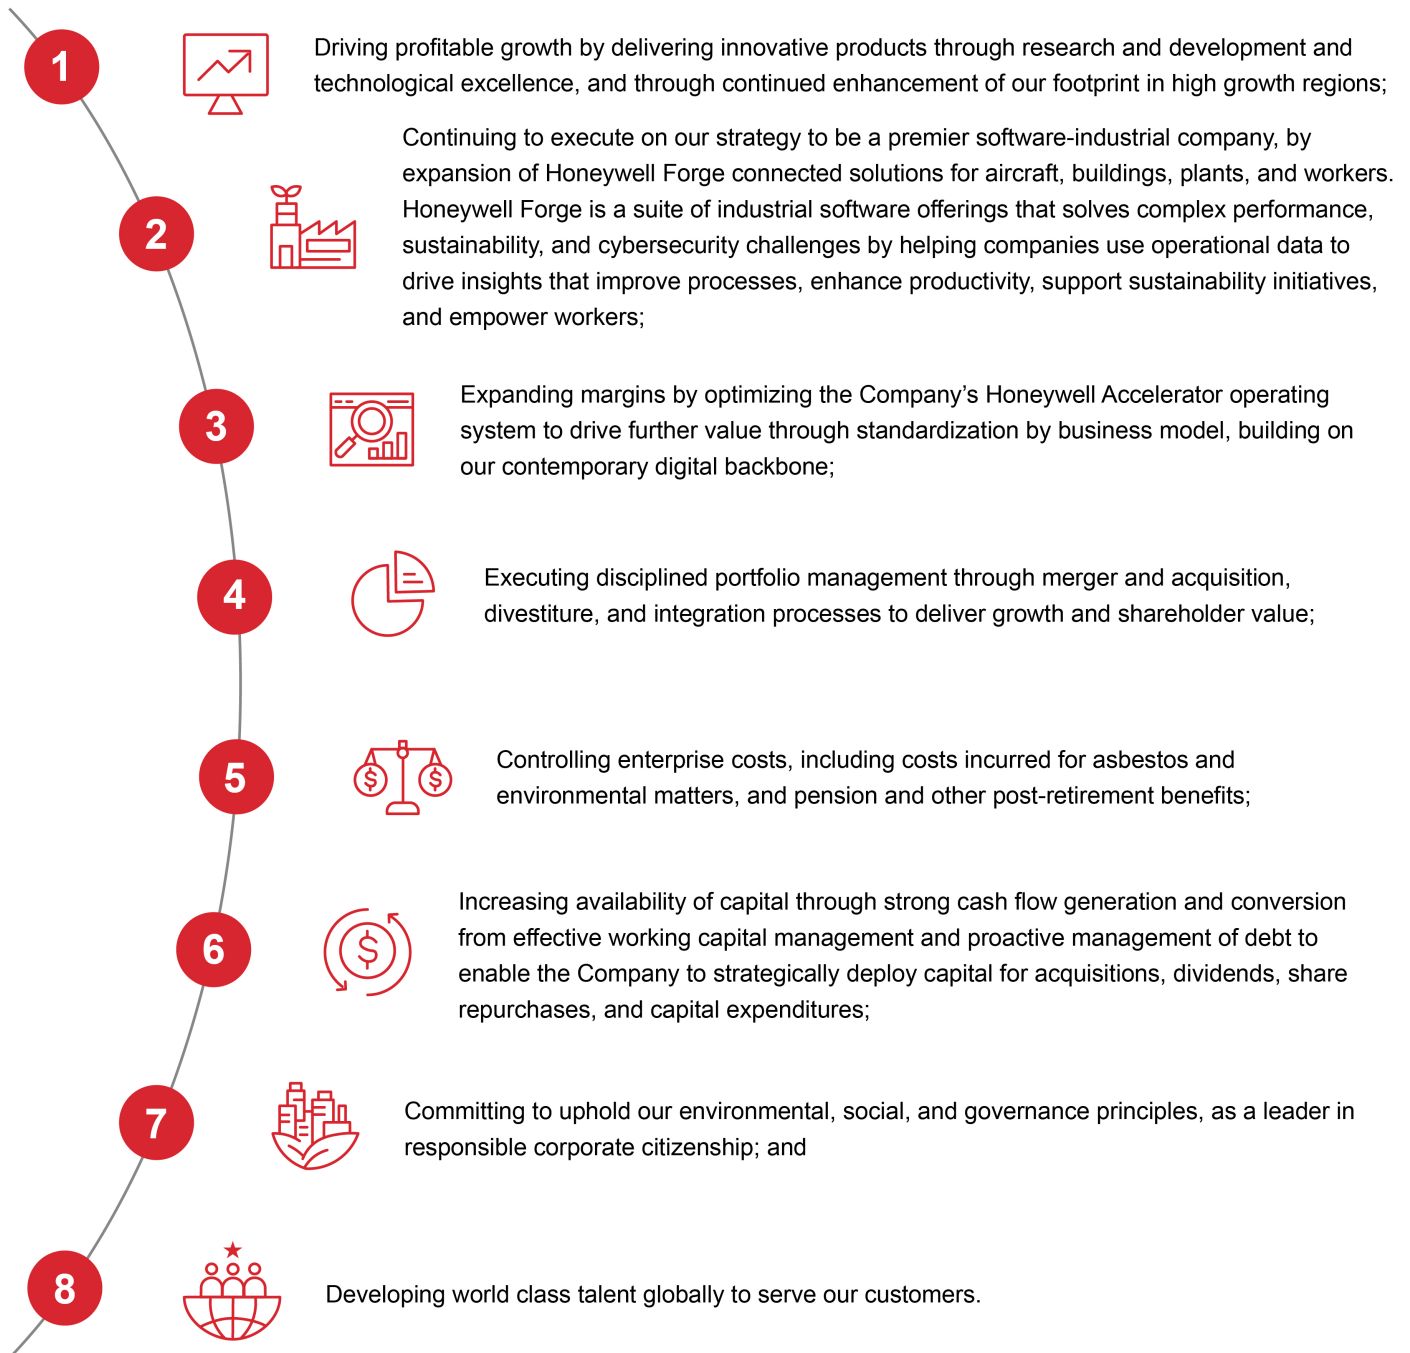 1
Driving profitable growth by delivering innovative products through research and development and
technological excellence, and through continued enhancement of our footprint in high growth regions;
2
Continuing to execute on our strategy to be a premier software-industrial company, by
expansion of Honeywell Forge connected solutions for aircraft, buildings, plants, and workers.
Honeywell Forge is a suite of industrial software offerings that solves complex performance,
sustainability, and cybersecurity challenges by helping companies use operational data to
drive insights that improve processes, enhance productivity, support sustainability initiatives,
and empower workers;
3
Expanding margins by optimizing the Company’s Honeywell Accelerator operating
system to drive further value through standardization by business model, building on
our contemporary digital backbone;
4
Executing disciplined portfolio management through merger and acquisition,
divestiture, and integration processes to deliver growth and shareholder value;
5
$ $
Controlling enterprise costs, including costs incurred for asbestos and
environmental matters, and pension and other post-retirement benefits;
6
$
Increasing availability of capital through strong cash flow generation and conversion
from effective working capital management and proactive management of debt to
enable the Company to strategically deploy capital for acquisitions, dividends, share
repurchases, and capital expenditures;
7
Committing to uphold our environmental, social, and governance principles, as a leader in
responsible corporate citizenship; and
8
Developing world class talent globally to serve our customers.